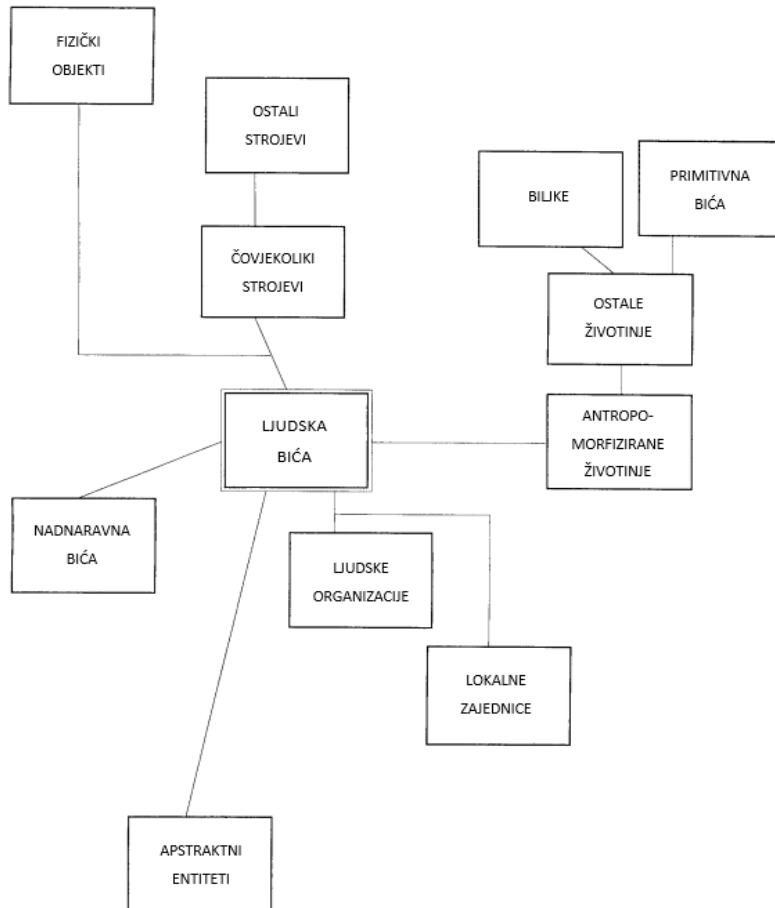 FIZIČKI
OBJEKTI
OSTALI
STROJEVI
BILJKE
PRIMITIVNA
BIĆA
ČOVJEKOLIKI
STROJEVI
OSTALE
ŽIVOTINJE
LJUDSKA
BIĆA
ANTROPO-
MORFIZIRANE
ŽIVOTINJE
NADNARAVNA
BIĆA
LJUDSKE
ORGANIZACIJE
LOKALNE
ZAJEDNICE
APSTRAKTNI
ENTITETI